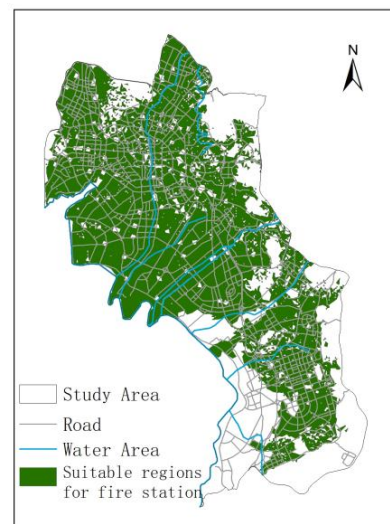 N
Study Area
Road
Water Area
Suitable regions
for fire station